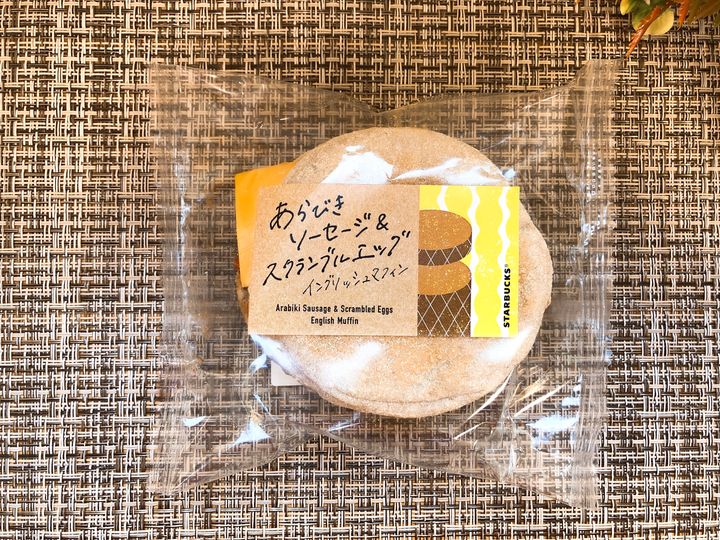 あらびき
ソーセージ&
スクランブルエッグ
イングリッシュマフィン
Arabiki Sausage & Scrambled Eggs
English Muffin
STARBUCKS